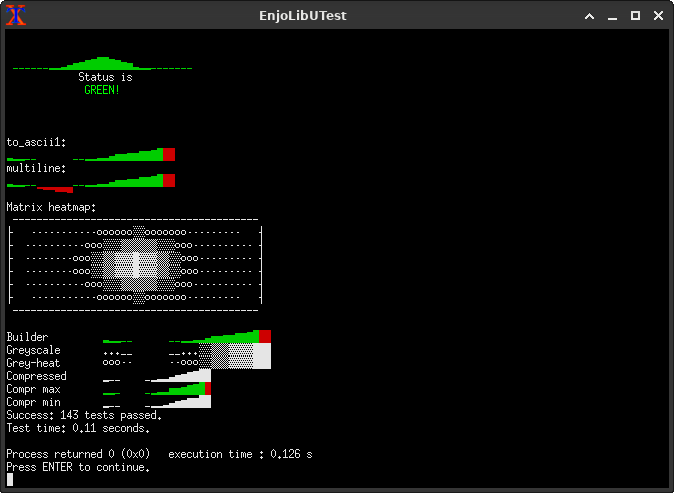 EnjoLibUTest
Status is
GREEN!
to_ascii1:
multiline:
Matrix heatmap:
Builder
Greyscale
Grey-heat
Compressed
Compr max
Compr min
Success: 143 tests passed.
Test time: 0.11 seconds.
Process returned 0 (0x0)   execution time : 0.126 s
Press ENTER to continue.